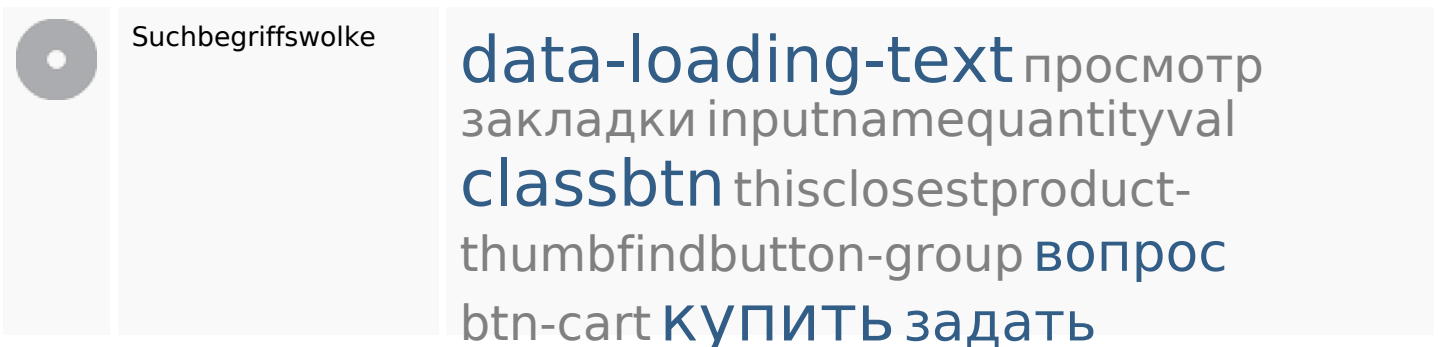 Suchbegriffswolke
data-loading-text просмотр
закладки inputnamequantityval
classbtn thisclosestproduct-
thumbfindbutton-group вопрос
btn-cart купить задать